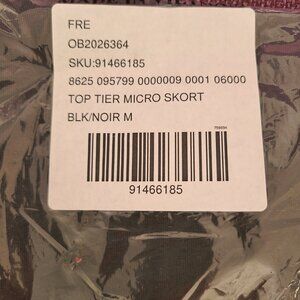 FRE
OB2026364
SKU:91466185
8625 095799 0000009 0001 06000
TOP TIER MICRO SKORT
BLK/NOIR M
91466185